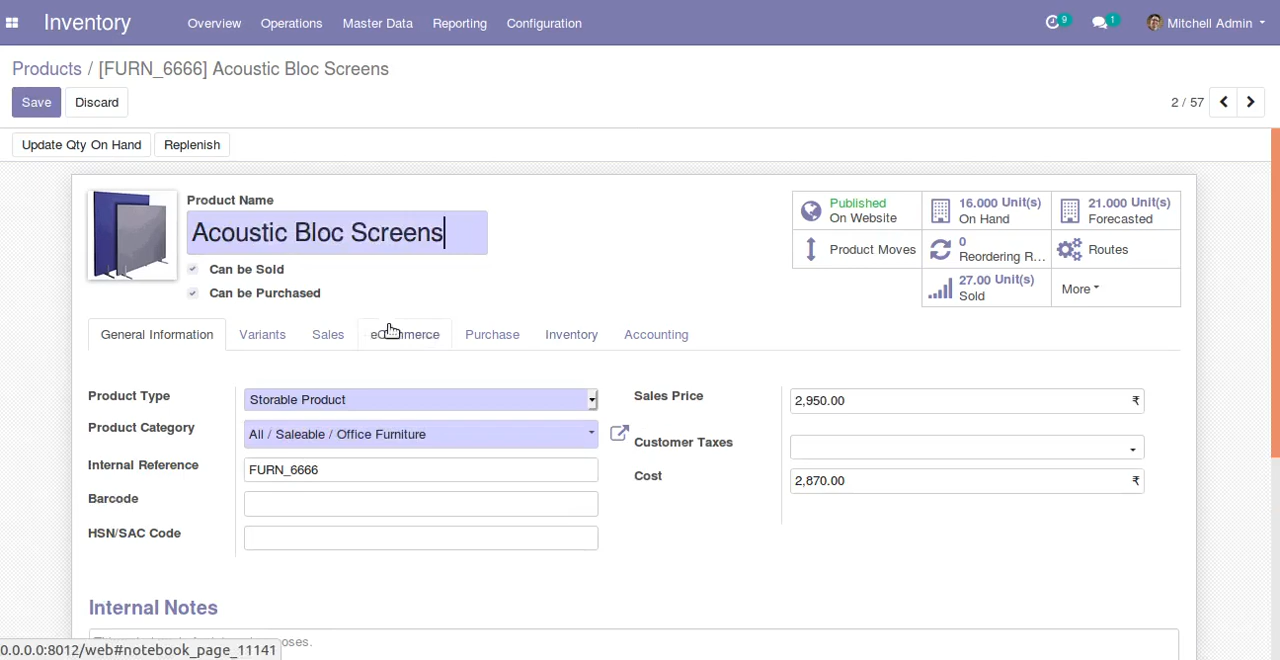 Inventory Overview Operations Master Data Reporting Configuration 9 1 Mitchell Admin
Products / [FURN_6666] Acoustic Bloc Screens
Save Discard 2 / 57
Update Qty On Hand Replenish
Product Name
Acoustic Bloc Screens
Can be Sold
Can be Purchased
Published
On Website
16.000 Unit(s)
On Hand
21.000 Unit(s)
Forecasted
Product Moves
0
Reordering R...
Routes
27.00 Unit(s)
Sold
More
General Information Variants Sales eCommerce Purchase Inventory Accounting
Product Type Storable Product
Product Category All / Saleable / Office Furniture
Internal Reference FURN_6666
Barcode
HSN/SAC Code
Sales Price 2,950.00 ₹
Customer Taxes
Cost 2,870.00 ₹
Internal Notes
0.0.0.0:8012/web#notebook_page_11141